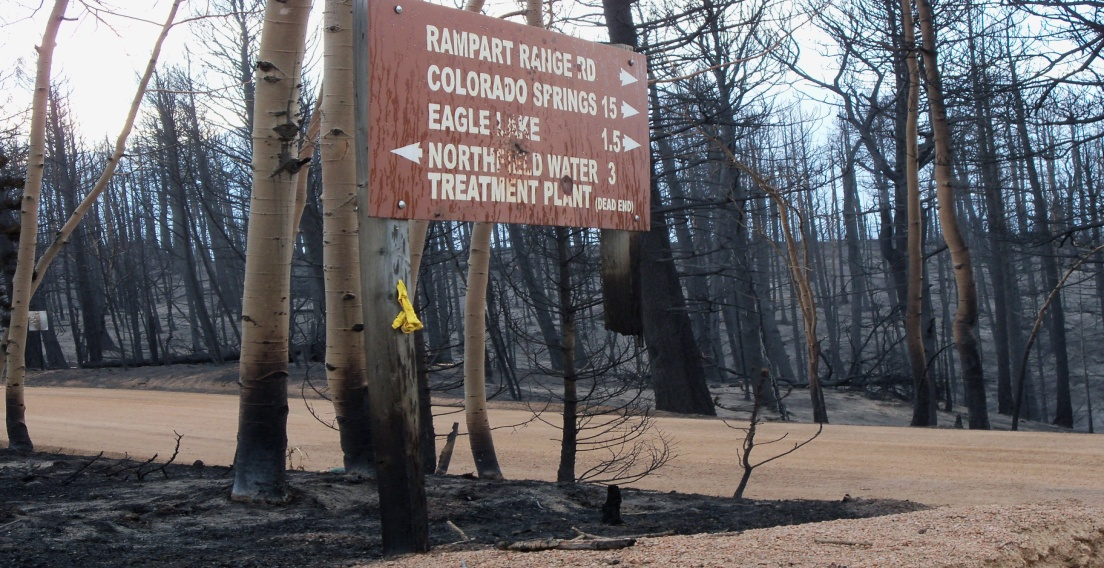 RAMPART RANGE RD
COLORADO SPRINGS 15
EAGLE LAKE 1.5
NORTHFIELD WATER 3
TREATMENT PLANT (DEAD END)